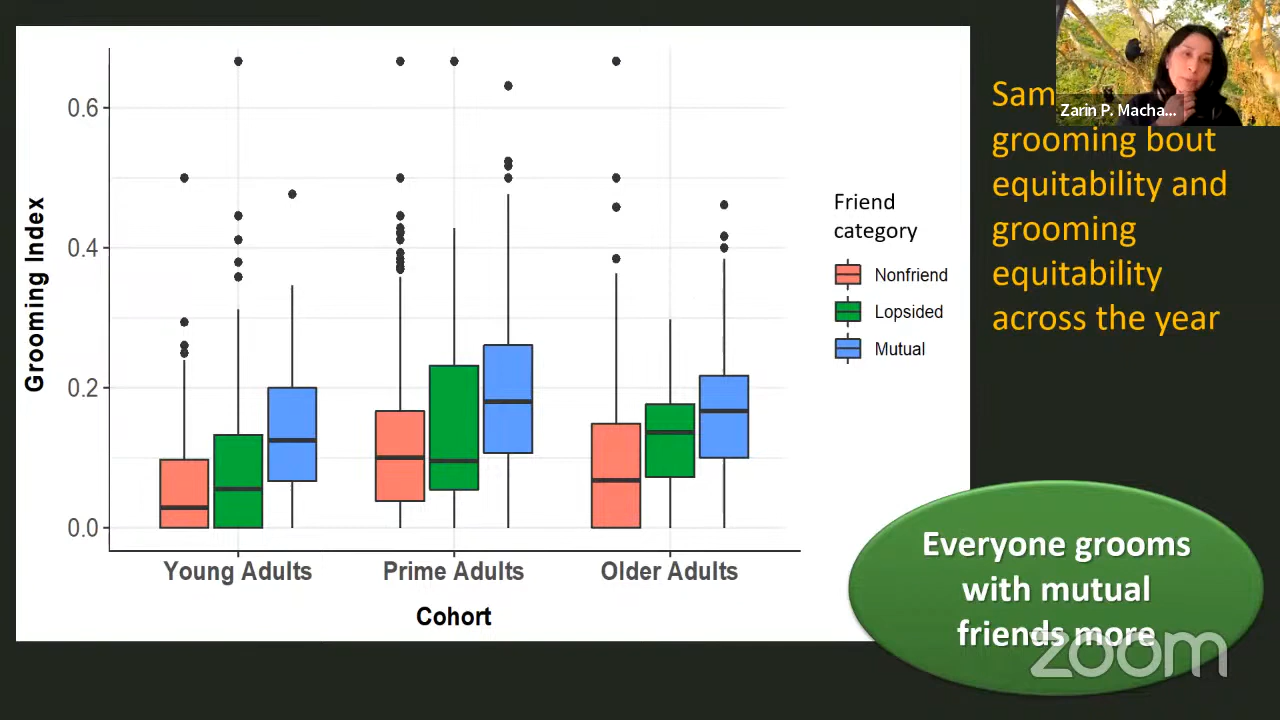 Zarin P. Macha...
grooming bout
equitability and
grooming
equitability
across the year
Grooming Index
0.6
0.4
0.2
0.0
Young Adults
Prime Adults
Older Adults
Cohort
Friend
category
Nonfriend
Lopsided
Mutual
Everyone grooms
with mutual
friends more
zoom